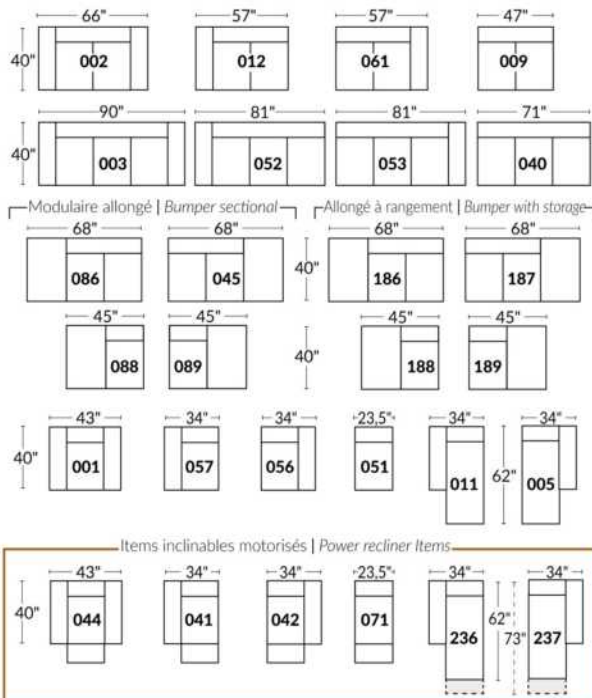 66" 57" 57" 47"
40" 002 012 061 009
90" 81" 81" 71"
40" 003 052 053 040
Modulaire allongé | Bumper sectional Allongé à rangement | Bumper with storage
68" 68" 68" 68"
086 045 40" 186 187
45" 45" 45" 45"
088 089 40" 188 189
43" 34" 34" 23,5" 34" 34"
40" 001 057 056 051 011 62" 005
Items inclinables motorisés | Power recliner Items
43" 34" 34" 23,5" 34" 34"
40" 044 041 042 071 236 62" 73" 237